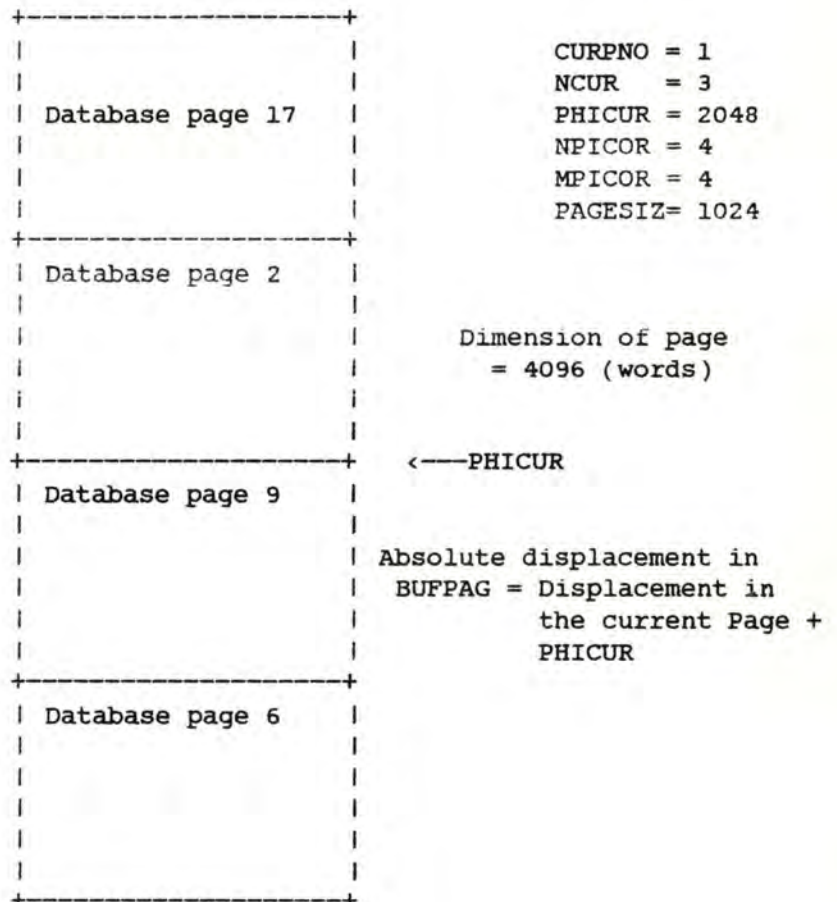 Database page 17
CURPNO = 1
NCUR = 3
PHICUR = 2048
NPICOR = 4
MPICOR = 4
PAGESIZ= 1024
Database page 2
Dimension of page
= 4096 (words)
<---PHICUR
Database page 9
Absolute displacement in
BUFPAG = Displacement in
the current Page +
PHICUR
Database page 6